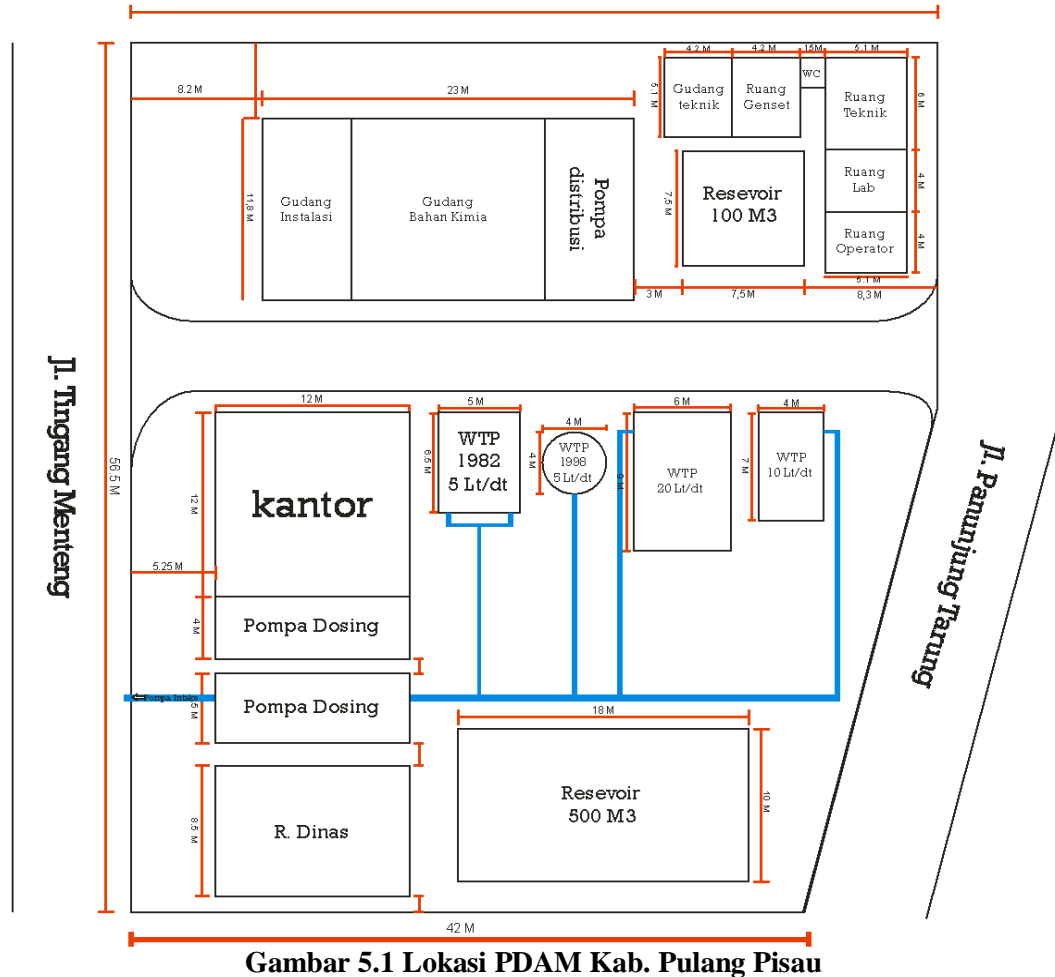 4.2 M
4.2 M
1.5M
5.1 M
8.2 M
23 M
5.1 M
Gudang
teknik
Ruang
Genset
WC
Ruang
Teknik
6 M
11,8 M
Gudang
Instalasi
Gudang
Bahan Kimia
Pompa
distribusi
7,5 M
Resevoir
100 M3
Ruang
Lab
4 M
Ruang
Operator
4 M
5.1 M
3 M
7,5 M
8,3 M
Jl. Tingang Menteng
56.5 M
12 M
5 M
4 M
6 M
4 M
12 M
kantor
6.5 M
WTP
1982
5 Lt/dt
4 M
WTP
1998
5 Lt/dt
WTP
20 Lt/dt
7 M
WTP
10 Lt/dt
Jl. Panunjung Tarung
5.25 M
4 M
Pompa Dosing
Pompa Intake
Pompa Dosing
18 M
8.5 M
R. Dinas
Resevoir
500 M3
10 M
42 M
Gambar 5.1 Lokasi PDAM Kab. Pulang Pisau